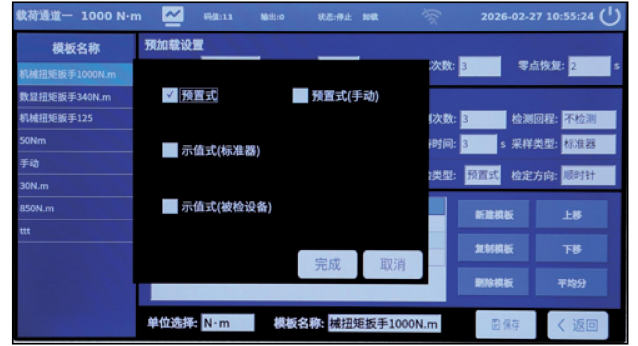 载荷通道一 1000 N·m 码值:11 输出:0 状态:停止 卸载 2026-02-27 10:55:24
模板名称 预加载设置
机械扭矩扳手1000N.m 次数: 3 零点恢复: 2 s
数显扭矩扳手340N.m 预置式 预置式(手动)
机械扭矩扳手125 次数: 3 检测回程: 不检测
50Nm 示值式(标准器) 时间: 3 s 采样类型: 标准器
手动 类型: 预置式 检定方向: 顺时针
30N.m
850N.m 示值式(被检设备) 新建模板 上移
ttt
复制模板 下移
完成 取消
删除模板 平均分
单位选择: N·m 模板名称: 械扭矩扳手1000N.m 保存 返回